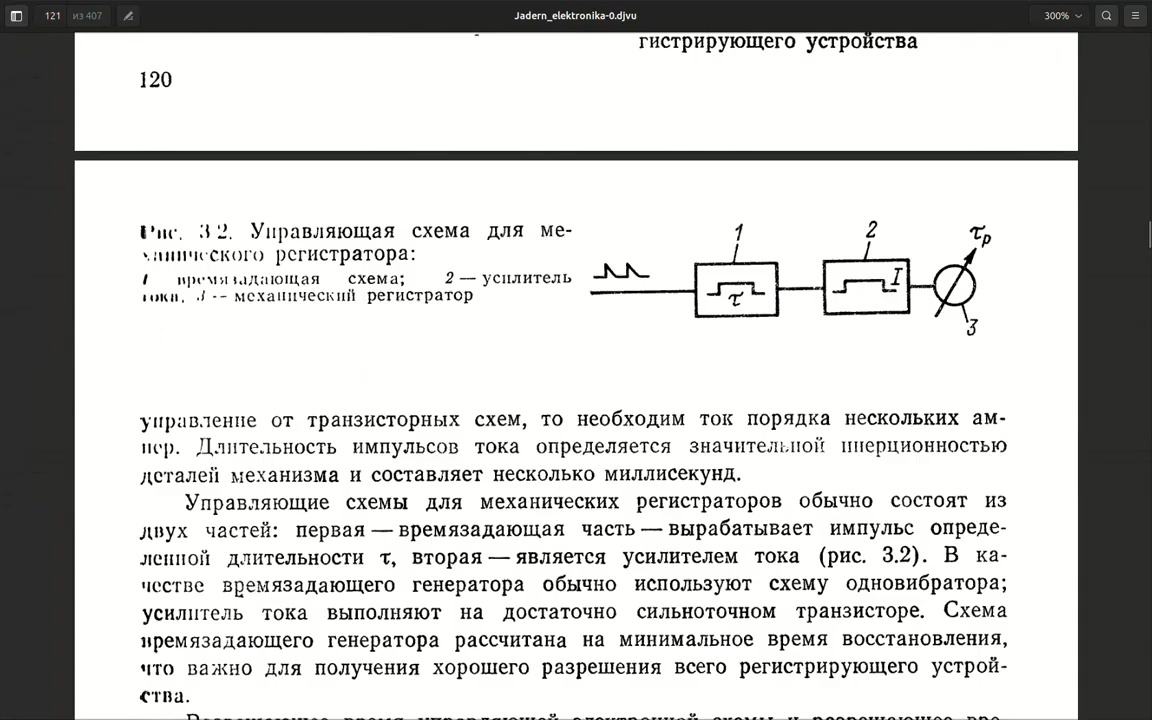 121 из 407
Jadern_elektronika-0.djvu
300%
гистрирующего устройства
120
Рис. 3.2. Управляющая схема для ме-
ханического регистратора:
1 времязадающая схема; 2 — усилитель
тока, 3 -- механический регистратор
1
2
τр
τ
I
3
управление от транзисторных схем, то необходим ток порядка нескольких ам-
пер. Длительность импульсов тока определяется значительной инерционностью
деталей механизма и составляет несколько миллисекунд.
Управляющие схемы для механических регистраторов обычно состоят из
двух частей: первая — времязадающая часть — вырабатывает импульс опреде-
ленной длительности τ, вторая — является усилителем тока (рис. 3.2). В ка-
честве времязадающего генератора обычно используют схему одновибратора;
усилитель тока выполняют на достаточно сильноточном транзисторе. Схема
времязадающего генератора рассчитана на минимальное время восстановления,
что важно для получения хорошего разрешения всего регистрирующего устрой-
ства.